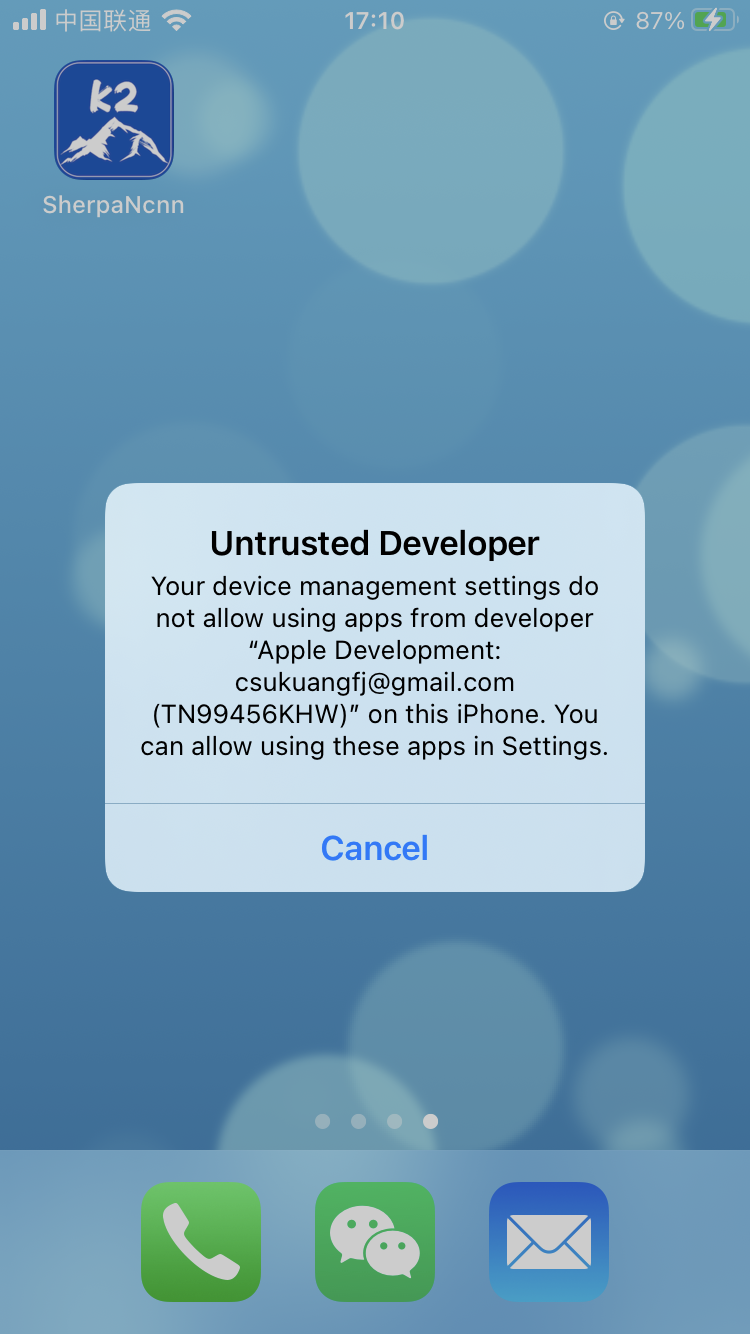 中国联通 17:10 87%
k2
SherpaNcnn
Untrusted Developer
Your device management settings do
not allow using apps from developer
“Apple Development:
csukuangfj@gmail.com
(TN99456KHW)” on this iPhone. You
can allow using these apps in Settings.
Cancel